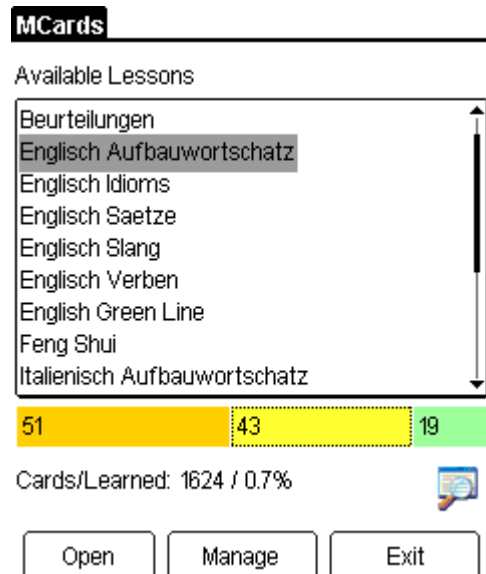 MCards
Available Lessons
Beurteilungen
Englisch Aufbauwortschatz
Englisch Idioms
Englisch Saetze
Englisch Slang
Englisch Verben
English Green Line
Feng Shui
Italienisch Aufbauwortschatz
51 43 19
Cards/Learned: 1624 / 0.7%
Open Manage Exit